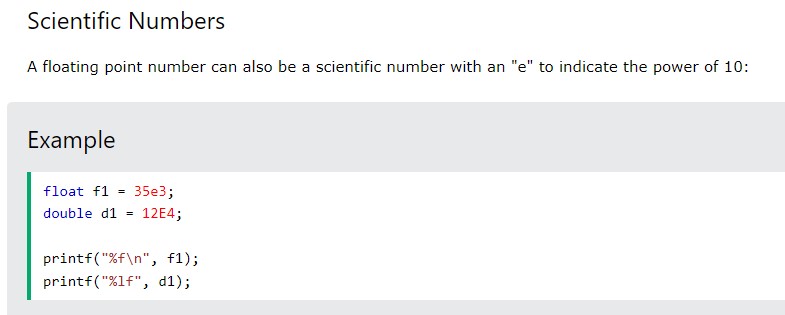 Scientific Numbers
A floating point number can also be a scientific number with an "e" to indicate the power of 10:
Example
float f1 = 35e3;
double d1 = 12E4;
printf("%f\n", f1);
printf("%lf", d1);